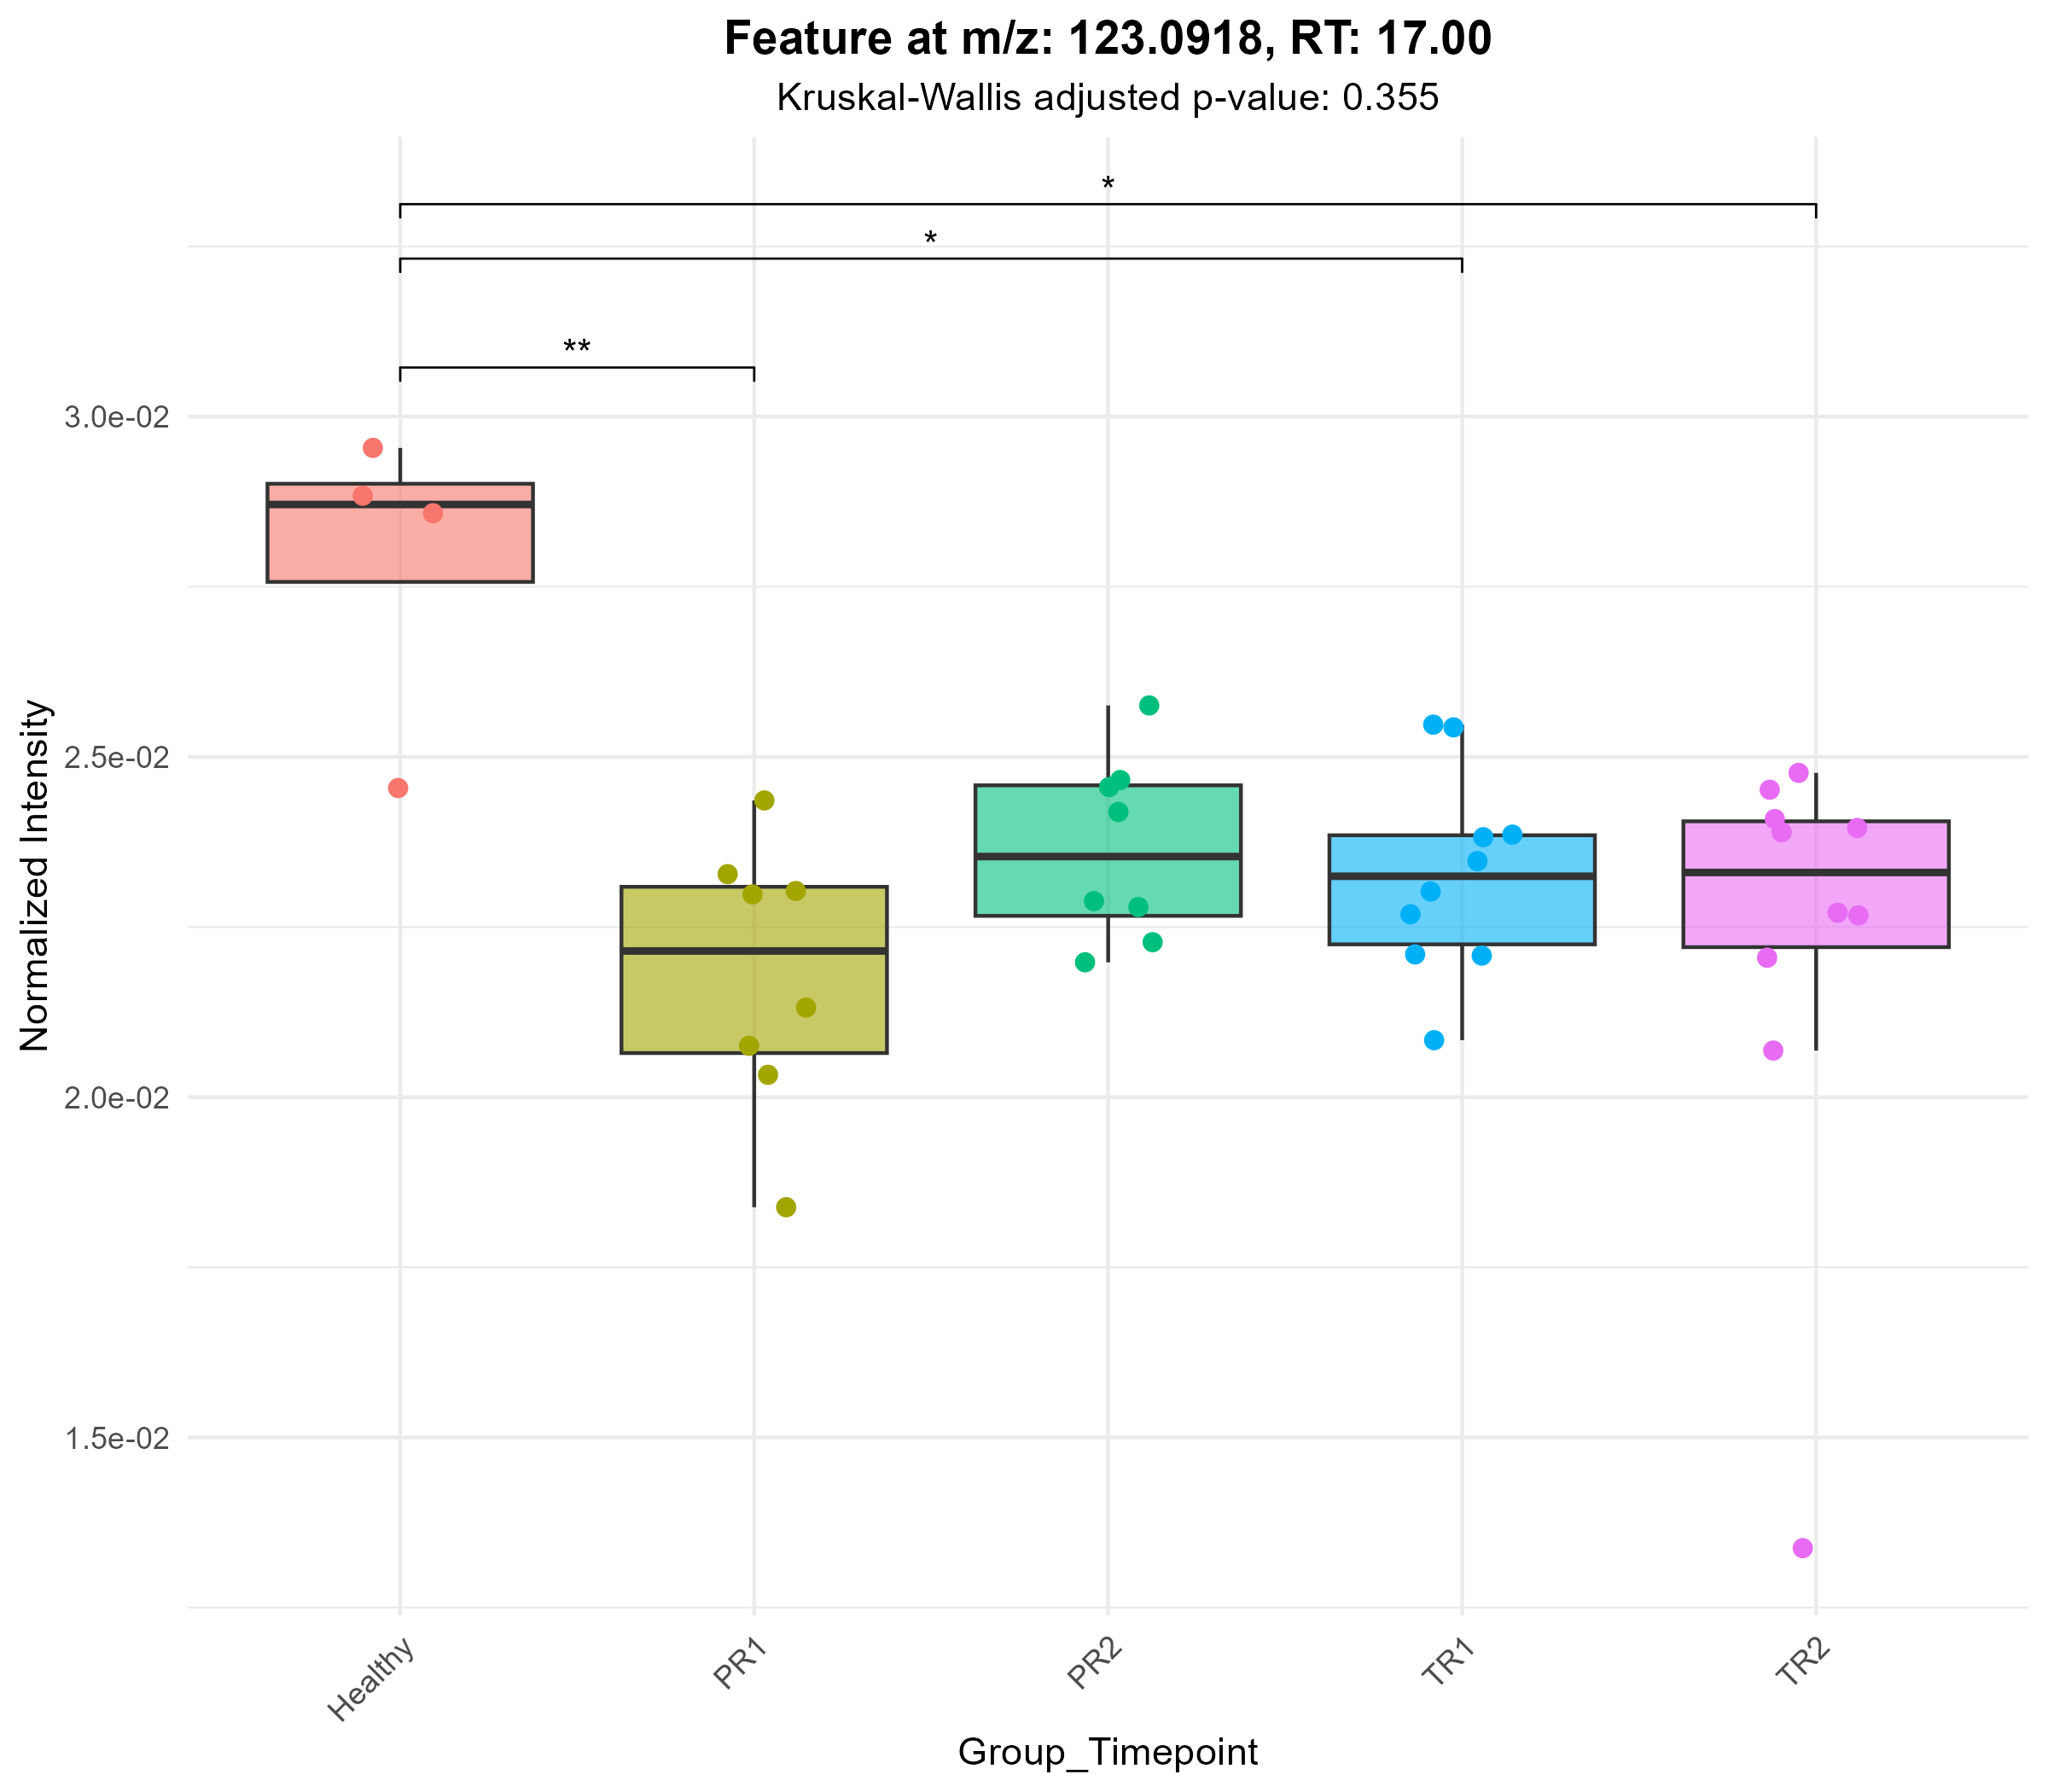 Feature at m/z: 123.0918, RT: 17.00
Kruskal-Wallis adjusted p-value: 0.355
*
*
**
3.0e-02
2.5e-02
2.0e-02
1.5e-02
Normalized Intensity
Healthy
PR1
PR2
TR1
TR2
Group_Timepoint